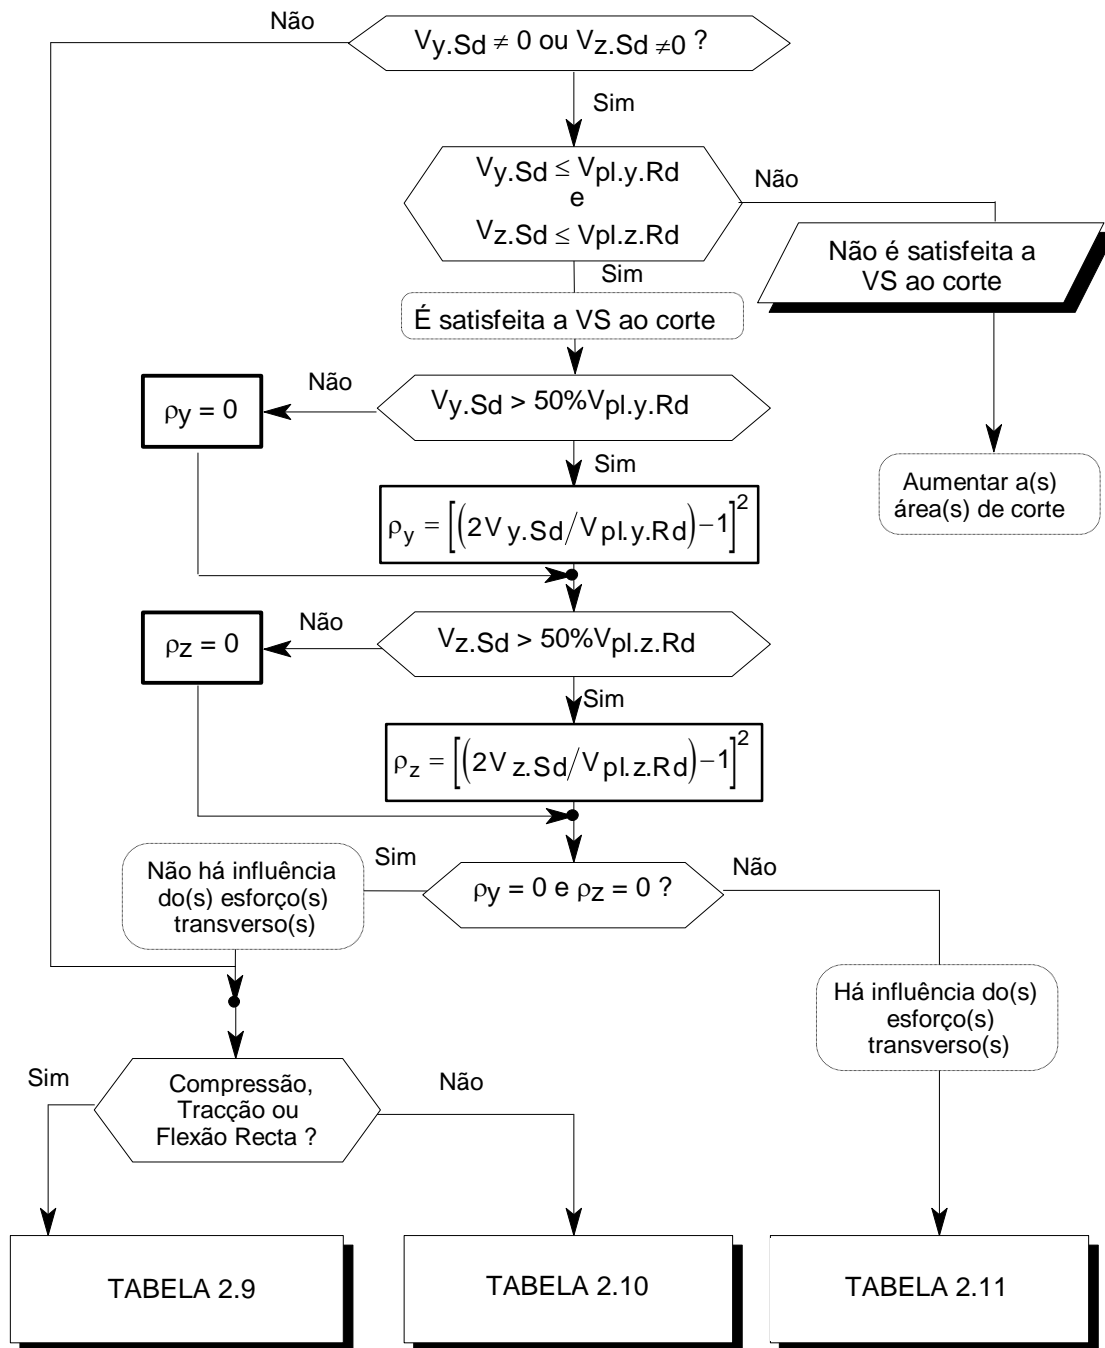 Não
Vy.Sd ≠ 0 ou Vz.Sd ≠0 ?
Sim
Vy.Sd ≤ Vpl.y.Rd
e
Vz.Sd ≤ Vpl.z.Rd
Não
Não é satisfeita a
VS ao corte
Sim
É satisfeita a VS ao corte
Não
Vy.Sd > 50%Vpl.y.Rd
ρy = 0
Sim
Aumentar a(s)
área(s) de corte
ρy = [(2Vy.Sd/Vpl.y.Rd)−1]²
Não
Vz.Sd > 50%Vpl.z.Rd
ρz = 0
Sim
ρz = [(2Vz.Sd/Vpl.z.Rd)−1]²
Não há influência
do(s) esforço(s)
transverso(s)
Sim
ρy = 0 e ρz = 0 ?
Não
Há influência do(s)
esforço(s)
transverso(s)
Sim
Compressão,
Tracção ou
Flexão Recta ?
Não
TABELA 2.9
TABELA 2.10
TABELA 2.11